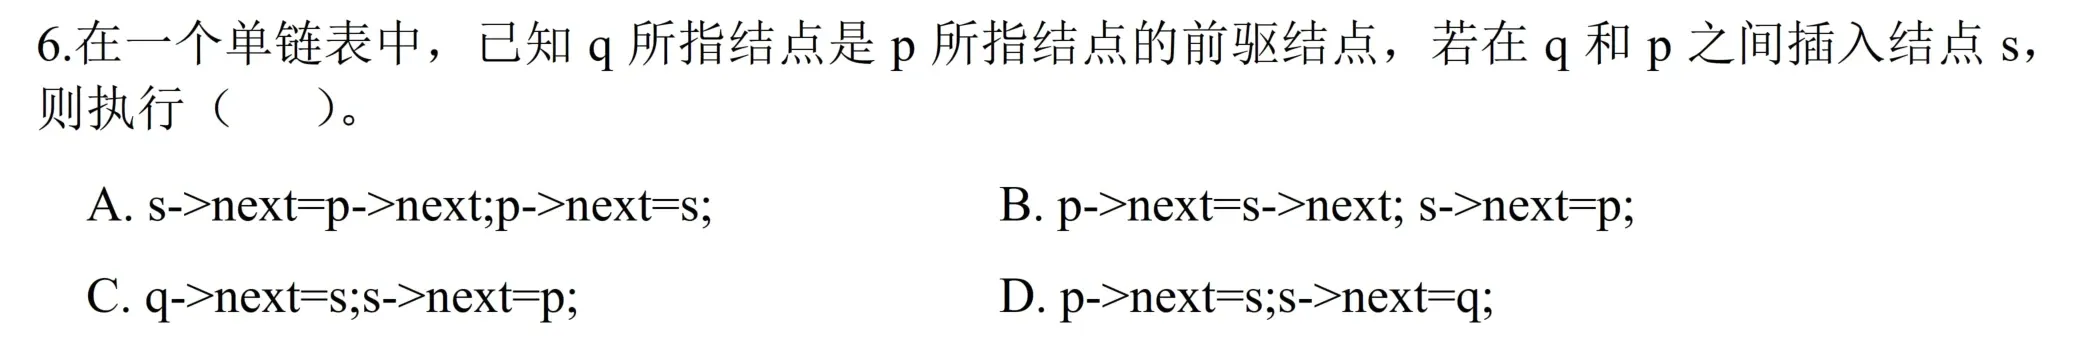 6.在一个单链表中，已知 q 所指结点是 p 所指结点的前驱结点，若在 q 和 p 之间插入结点 s，
则执行（　　）。
A. s->next=p->next;p->next=s;
B. p->next=s->next; s->next=p;
C. q->next=s;s->next=p;
D. p->next=s;s->next=q;